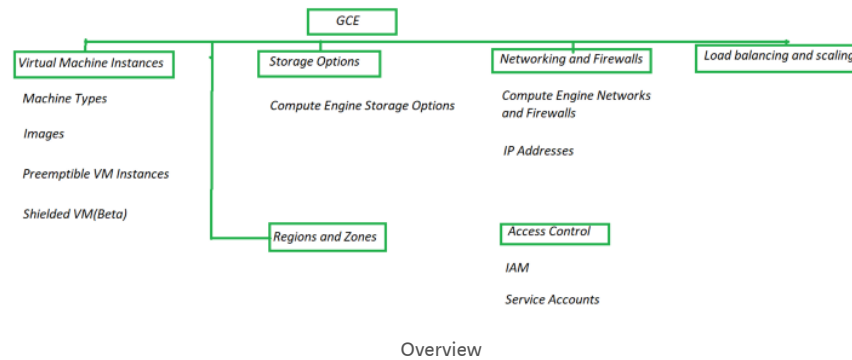 GCE
Virtual Machine Instances
Machine Types
Images
Preemptible VM Instances
Shielded VM(Beta)
Storage Options
Compute Engine Storage Options
Regions and Zones
Networking and Firewalls
Compute Engine Networks
and Firewalls
IP Addresses
Access Control
IAM
Service Accounts
Load balancing and scaling
Overview